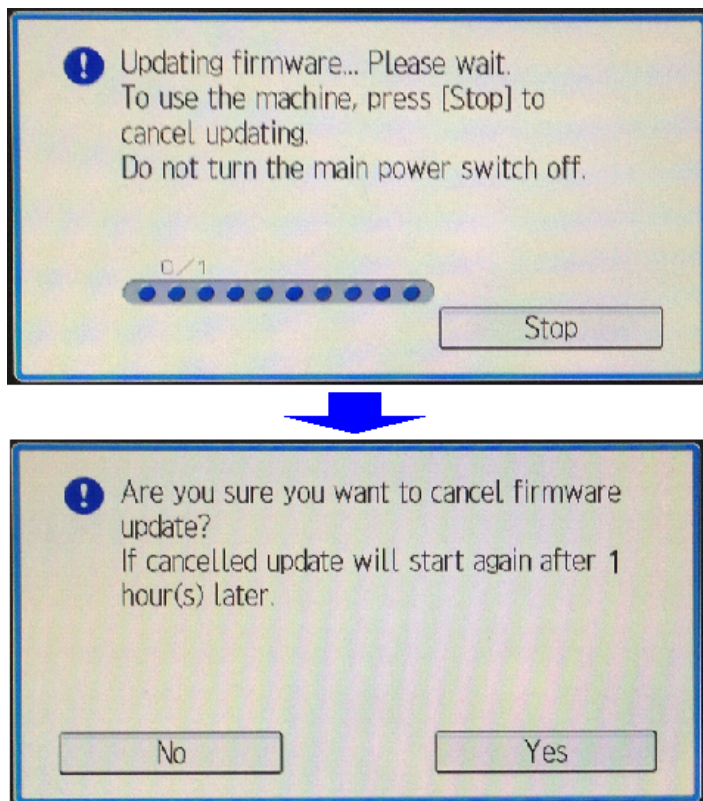 Updating firmware... Please wait.
To use the machine, press [Stop] to
cancel updating.
Do not turn the main power switch off.
0/1
Stop
Are you sure you want to cancel firmware
update?
If cancelled update will start again after 1
hour(s) later.
No
Yes